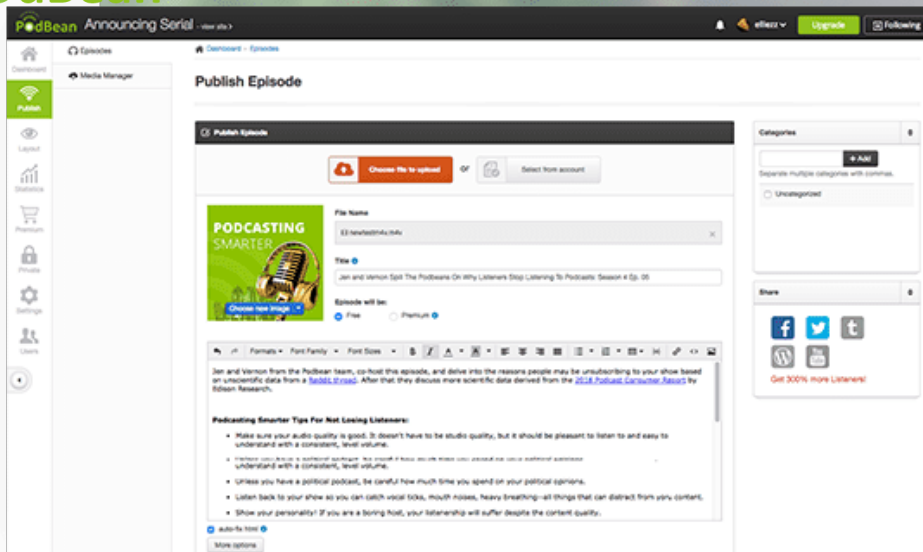 PodBean Announcing Serial - view site >
elliezz
Upgrade
Following
Dashboard
Publish
Layout
Statistics
Premium
Private
Settings
Users
Episodes
Media Manager
Dashboard - Episodes
Publish Episode
Publish Episode
Choose file to upload
or
Select from account
PODCASTING
SMARTER
Choose new image
File Name
Title
Jen and Vernon Spill The Podbeans On Why Listeners Stop Listening To Podcasts: Season 4 Ep. 05
Episode will be:
Free
Premium
Formats
Font Family
Font Sizes
B I A A
Jen and Vernon from the Podbean team, co-host this episode, and delve into the reasons people may be unsubscribing to your show based
on unscientific data from a Reddit thread. After that they discuss more scientific data derived from the 2018 Podcast Consumer Report by
Edison Research.
Podcasting Smarter Tips For Not Losing Listeners:
Make sure your audio quality is good. It doesn't have to be studio quality, but it should be pleasant to listen to and easy to
understand with a consistent, level volume.
understand with a consistent, level volume.
Unless you have a political podcast, be careful how much time you spend on your political opinions.
Listen back to your show so you can catch vocal ticks, mouth noises, heavy breathing--all things that can distract from yoru content.
Show your personality! If you are a boring host, your listenership will suffer despite the content quality.
auto-fix html
More options
Categories
+ Add
Separate multiple categories with commas.
Uncategorized
Share
You
Tube
Get 300% more Listeners!